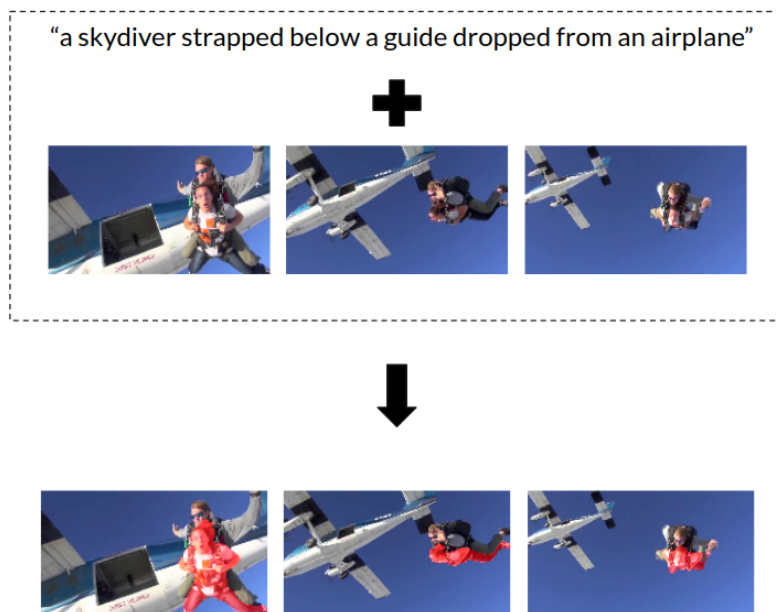 “a skydiver strapped below a guide dropped from an airplane”